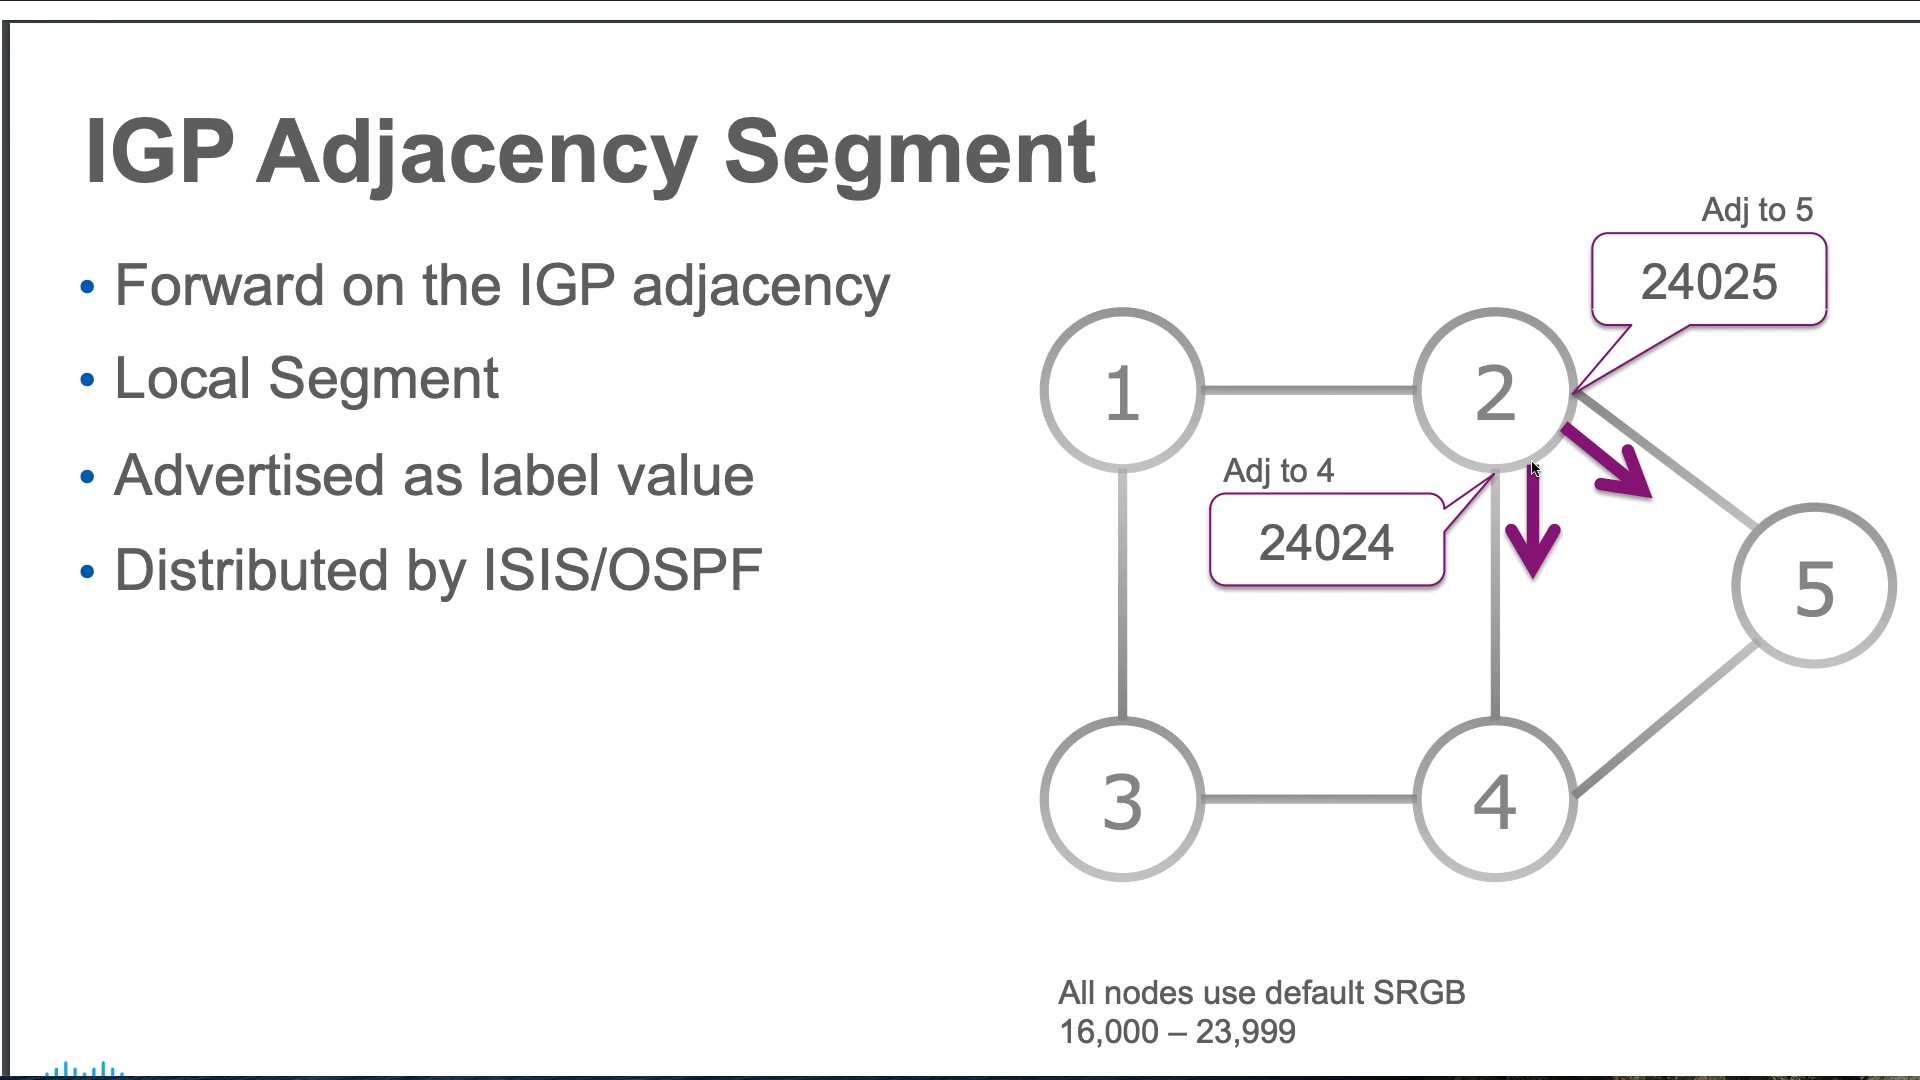 IGP Adjacency Segment
• Forward on the IGP adjacency
• Local Segment
• Advertised as label value
• Distributed by ISIS/OSPF
Adj to 5
24025
1
2
Adj to 4
24024
5
3
4
All nodes use default SRGB
16,000 – 23,999